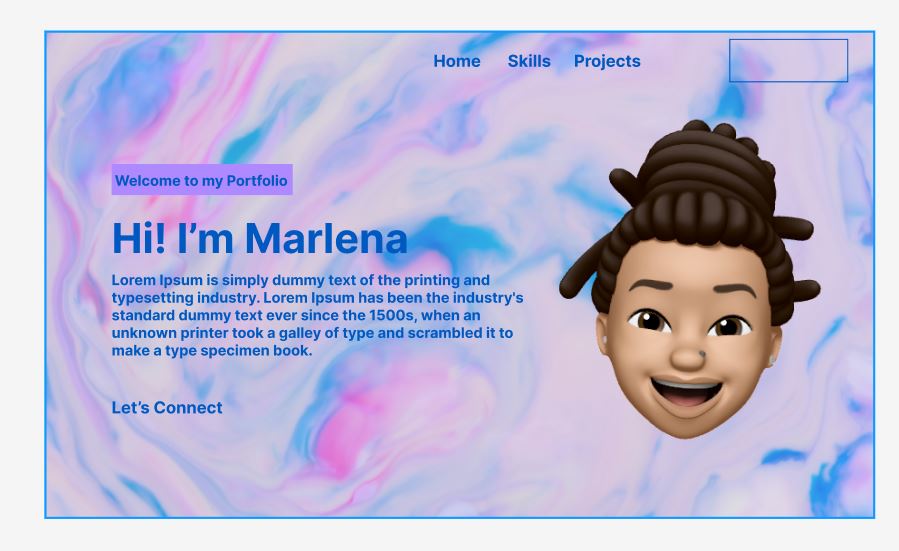 Home Skills Projects
Welcome to my Portfolio
Hi! I’m Marlena
Lorem Ipsum is simply dummy text of the printing and
typesetting industry. Lorem Ipsum has been the industry's
standard dummy text ever since the 1500s, when an
unknown printer took a galley of type and scrambled it to
make a type specimen book.
Let’s Connect